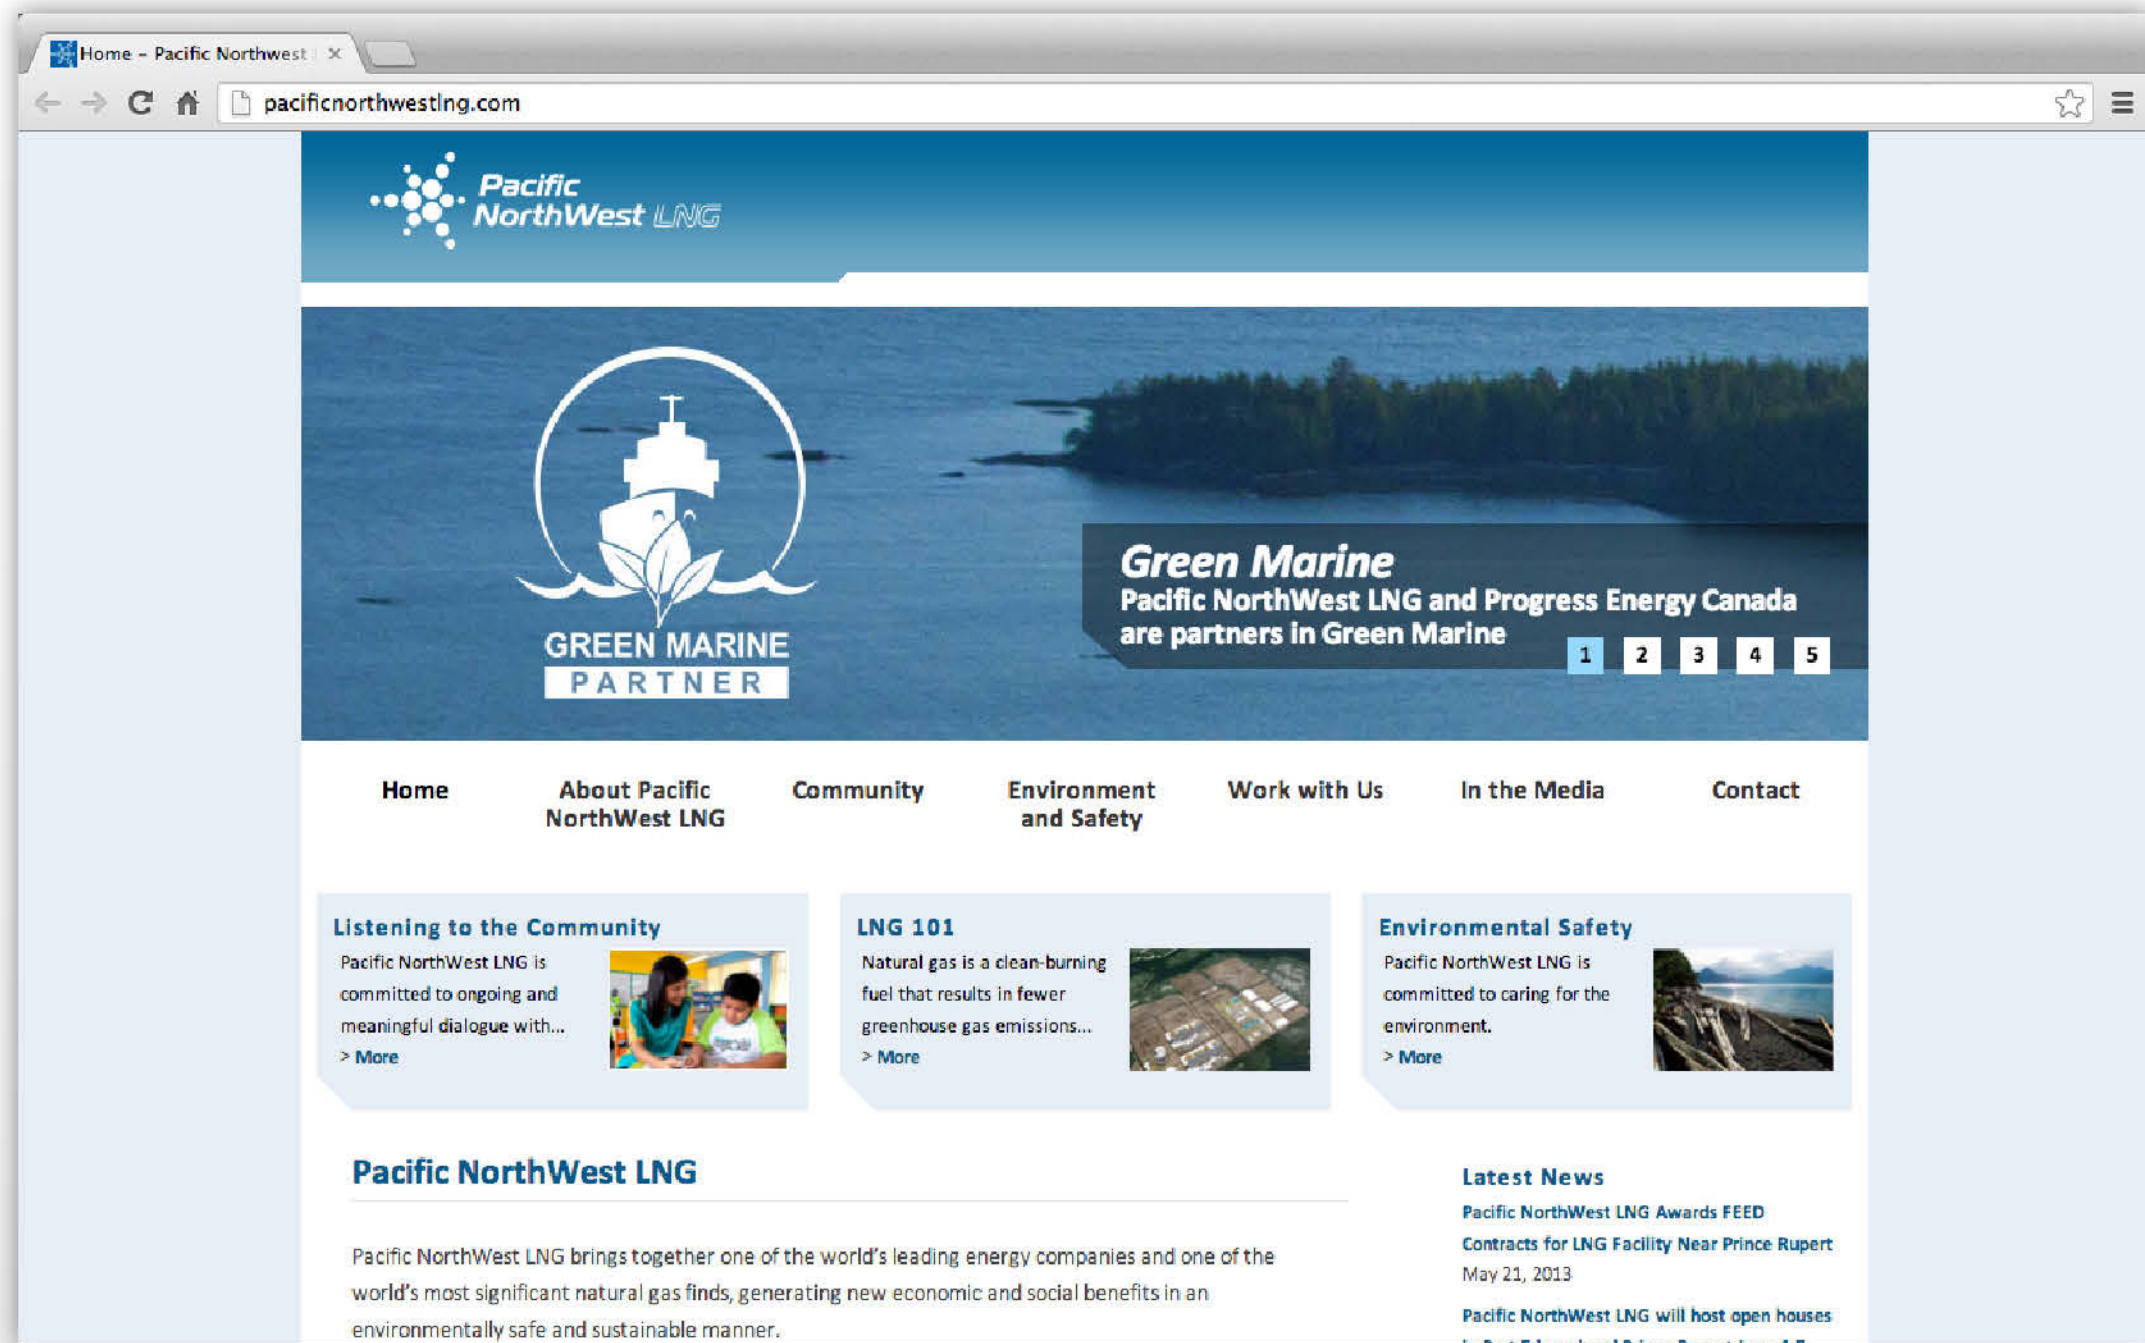 Home – Pacific Northwest
pacificnorthwestlng.com
Pacific
NorthWest LNG
GREEN MARINE
PARTNER
Green Marine
Pacific NorthWest LNG and Progress Energy Canada
are partners in Green Marine
1 2 3 4 5
Home
About Pacific
NorthWest LNG
Community
Environment
and Safety
Work with Us
In the Media
Contact
Listening to the Community
Pacific NorthWest LNG is
committed to ongoing and
meaningful dialogue with...
> More
LNG 101
Natural gas is a clean-burning
fuel that results in fewer
greenhouse gas emissions...
> More
Environmental Safety
Pacific NorthWest LNG is
committed to caring for the
environment.
> More
Pacific NorthWest LNG
Pacific NorthWest LNG brings together one of the world's leading energy companies and one of the
world's most significant natural gas finds, generating new economic and social benefits in an
environmentally safe and sustainable manner.
Latest News
Pacific NorthWest LNG Awards FEED
Contracts for LNG Facility Near Prince Rupert
May 21, 2013
Pacific NorthWest LNG will host open houses